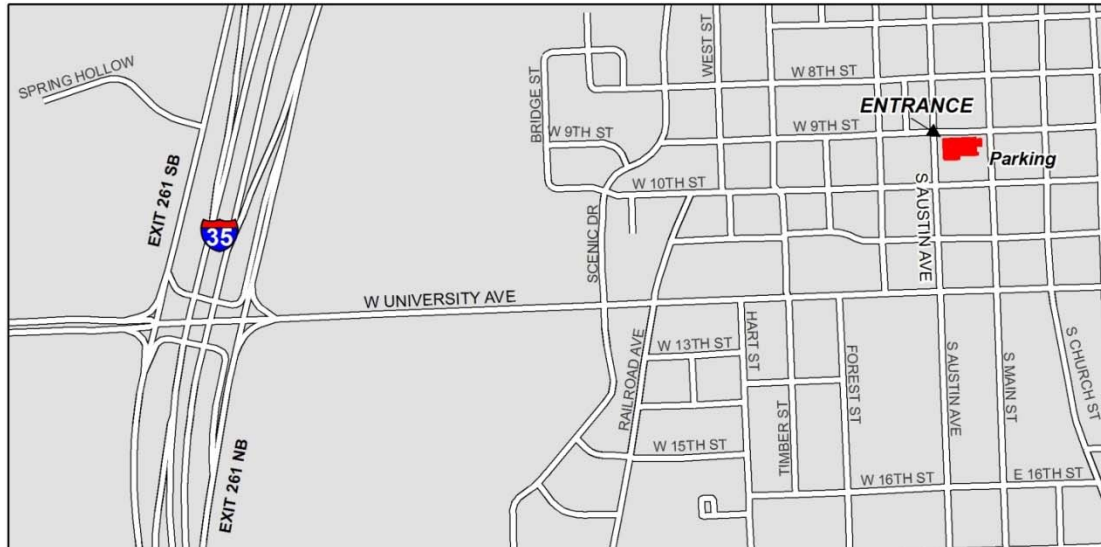 SPRING HOLLOW
BRIDGE ST
WEST ST
W 8TH ST
ENTRANCE
W 9TH ST
W 9TH ST
Parking
EXIT 261 SB
W 10TH ST
S AUSTIN AVE
35
SCENIC DR
W UNIVERSITY AVE
HART ST
W 13TH ST
RAILROAD AVE
FOREST ST
S AUSTIN AVE
S MAIN ST
S CHURCH ST
TIMBER ST
W 15TH ST
EXIT 261 NB
W 16TH ST
E 16TH ST